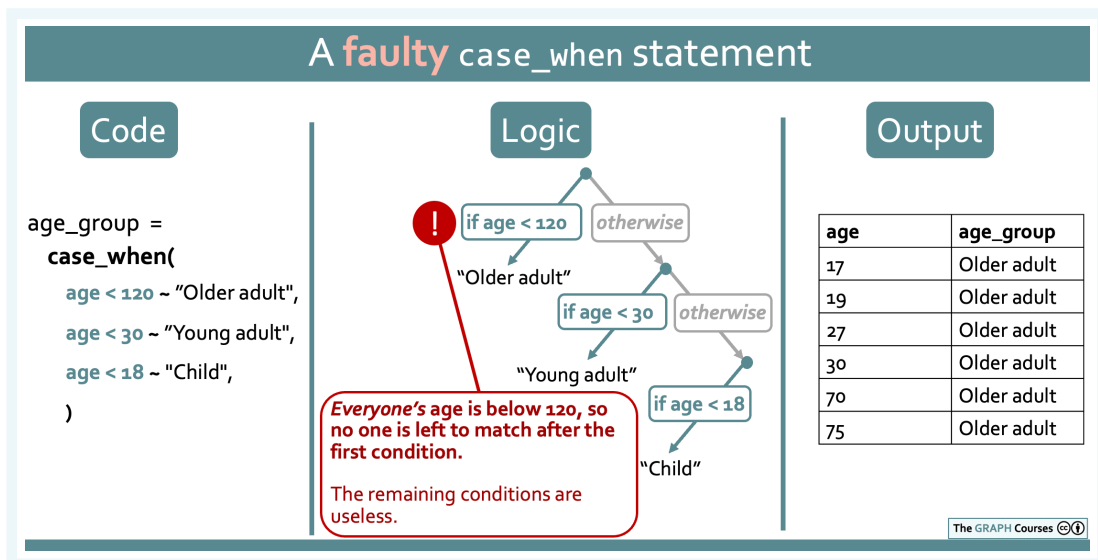 A faulty case_when statement
Code
age_group =
case_when(
age < 120 ~ "Older adult",
age < 30 ~ "Young adult",
age < 18 ~ "Child",
)
Logic
!
if age < 120
otherwise
“Older adult”
if age < 30
otherwise
“Young adult”
if age < 18
“Child”
Everyone’s age is below 120, so
no one is left to match after the
first condition.
The remaining conditions are
useless.
Output
age age_group
17 Older adult
19 Older adult
27 Older adult
30 Older adult
70 Older adult
75 Older adult
The GRAPH Courses cc